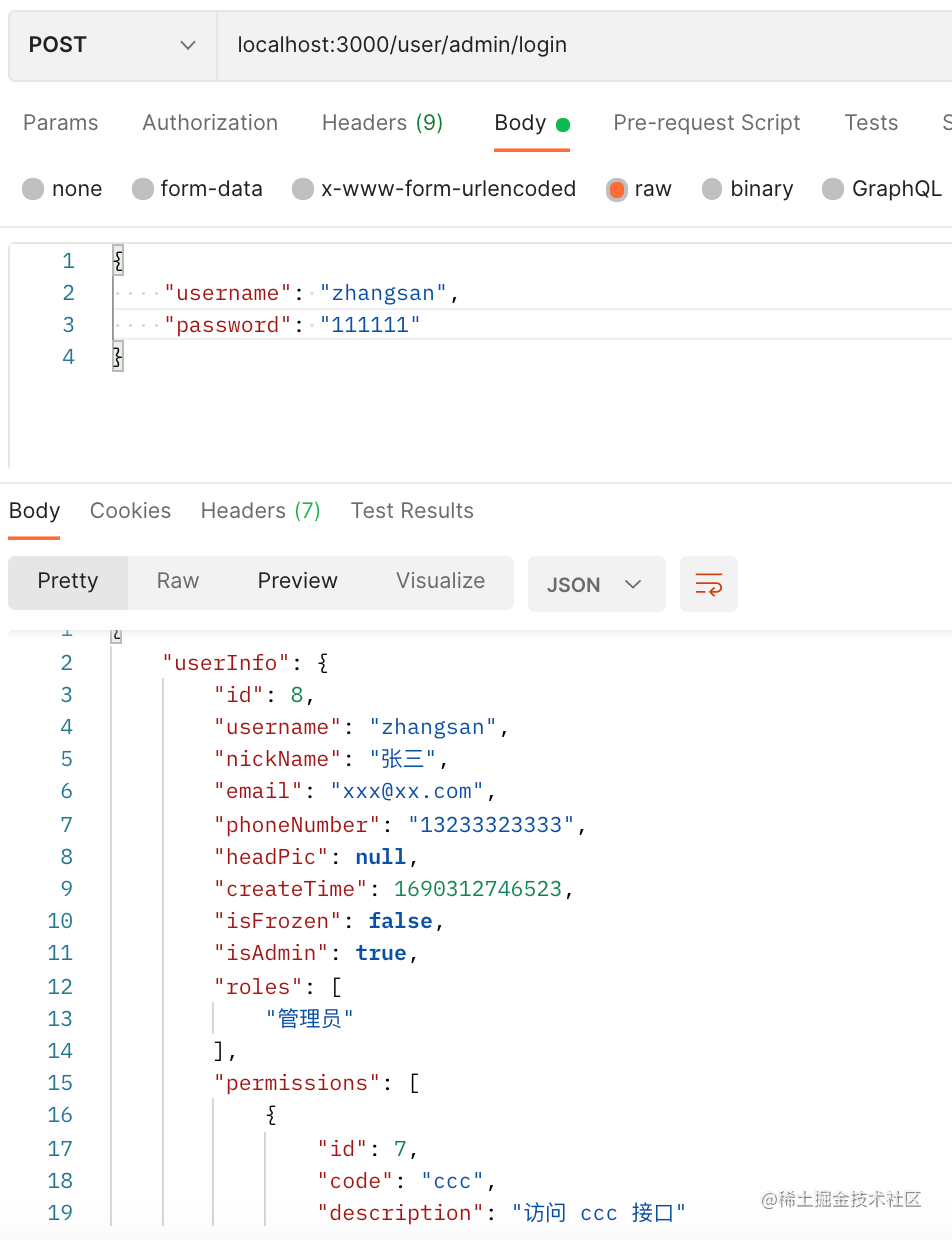 POST localhost:3000/user/admin/login
Params Authorization Headers (9) Body Pre-request Script Tests S
none form-data x-www-form-urlencoded raw binary GraphQL
1 {
2 "username": "zhangsan",
3 "password": "111111"
4 }
Body Cookies Headers (7) Test Results
Pretty Raw Preview Visualize JSON
1 {
2 "userInfo": {
3 "id": 8,
4 "username": "zhangsan",
5 "nickName": "张三",
6 "email": "xxx@xx.com",
7 "phoneNumber": "13233323333",
8 "headPic": null,
9 "createTime": 1690312746523,
10 "isFrozen": false,
11 "isAdmin": true,
12 "roles": [
13 "管理员"
14 ],
15 "permissions": [
16 {
17 "id": 7,
18 "code": "ccc",
19 "description": "访问 ccc 接口"
@稀土掘金技术社区